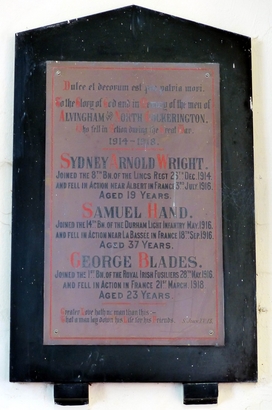 Dulce et decorum est pro patria mori.
To the Glory of God and in Memory of the men of
ALVINGHAM & NORTH COCKERINGTON,
Who fell in Action during the Great War.
1914 – 1918.
SYDNEY ARNOLD WRIGHT.
JOINED THE 8TH BN. OF THE LINCS REGT DEC. 1914
AND FELL IN ACTION NEAR ALBERT IN FRANCE 3RD JULY 1916.
AGED 19 YEARS.
SAMUEL HAND.
JOINED THE 14TH BN. OF THE DURHAM LIGHT INFANTRY MAY 1916,
AND FELL IN ACTION NEAR LA BASSEE IN FRANCE 18TH SEP. 1916.
AGED 37 YEARS.
GEORGE BLADES.
JOINED THE 1ST BN. OF THE ROYAL IRISH FUSILIERS 29TH MAY 1916,
AND FELL IN ACTION IN FRANCE 21ST MARCH 1918
AGED 23 YEARS
Greater Love hath no man than this:–
That a man lay down his Life for his Friends.